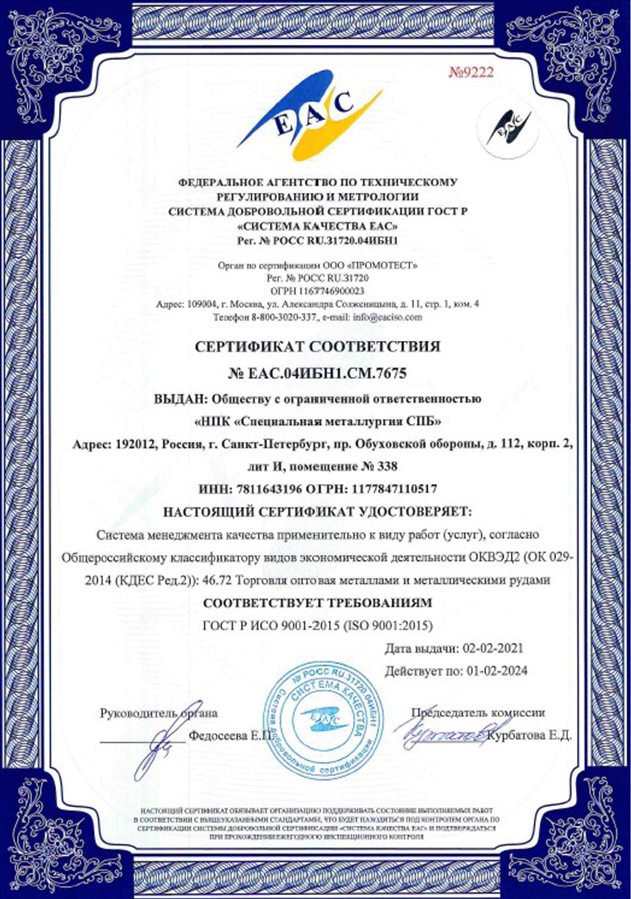 №9222
ЕАС
ЕАС
ФЕДЕРАЛЬНОЕ АГЕНТСТВО ПО ТЕХНИЧЕСКОМУ
РЕГУЛИРОВАНИЮ И МЕТРОЛОГИИ
СИСТЕМА ДОБРОВОЛЬНОЙ СЕРТИФИКАЦИИ ГОСТ Р
«СИСТЕМА КАЧЕСТВА ЕАС»
Рег. № РОСС RU.31720.04ИБН1
Орган по сертификации ООО «ПРОМОТЕСТ»
Рег. № РОСС RU.31720
ОГРН 1167746900023
Адрес: 109004, г. Москва, ул. Александра Солженицына, д. 11, стр. 1, ком. 4
Телефон 8-800-3020-337., e-mail: info@eaciso.com
СЕРТИФИКАТ СООТВЕТСТВИЯ
№ ЕАС.04ИБН1.СМ.7675
ВЫДАН: Обществу с ограниченной ответственностью
«НПК «Специальная металлургия СПБ»
Адрес: 192012, Россия, г. Санкт-Петербург, пр. Обуховской обороны, д. 112, корп. 2,
лит И, помещение № 338
ИНН: 7811643196 ОГРН: 1177847110517
НАСТОЯЩИЙ СЕРТИФИКАТ УДОСТОВЕРЯЕТ:
Система менеджмента качества применительно к виду работ (услуг), согласно
Общероссийскому классификатору видов экономической деятельности ОКВЭД2 (ОК 029-
2014 (КДЕС Ред.2)): 46.72 Торговля оптовая металлами и металлическими рудами
СООТВЕТСТВУЕТ ТРЕБОВАНИЯМ
ГОСТ Р ИСО 9001-2015 (ISO 9001:2015)
Дата выдачи: 02-02-2021
Действует по: 01-02-2024
№ РОСС RU.31720.04ИБН1
СИСТЕМА КАЧЕСТВА
ЕАС
Система добровольной сертификации
Руководитель органа
Председатель комиссии
Федосеева Е.П.
Курбатова Е.Д.
НАСТОЯЩИЙ СЕРТИФИКАТ ОБЯЗЫВАЕТ ОРГАНИЗАЦИЮ ПОДДЕРЖИВАТЬ СОСТОЯНИЕ ВЫПОЛНЯЕМЫХ РАБОТ
В СООТВЕТСТВИИ С ВЫШЕУКАЗАННЫМИ СТАНДАРТАМИ, ЧТО БУДЕТ НАХОДИТЬСЯ ПОД КОНТРОЛЕМ ОРГАНА ПО
СЕРТИФИКАЦИИ СИСТЕМЫ ДОБРОВОЛЬНОЙ СЕРТИФИКАЦИИ «СИСТЕМА КАЧЕСТВА ЕАС» И ПОДТВЕРЖДАТЬСЯ
ПРИ ПРОХОЖДЕНИИ ЕЖЕГОДНОГО ИНСПЕКЦИОННОГО КОНТРОЛЯ